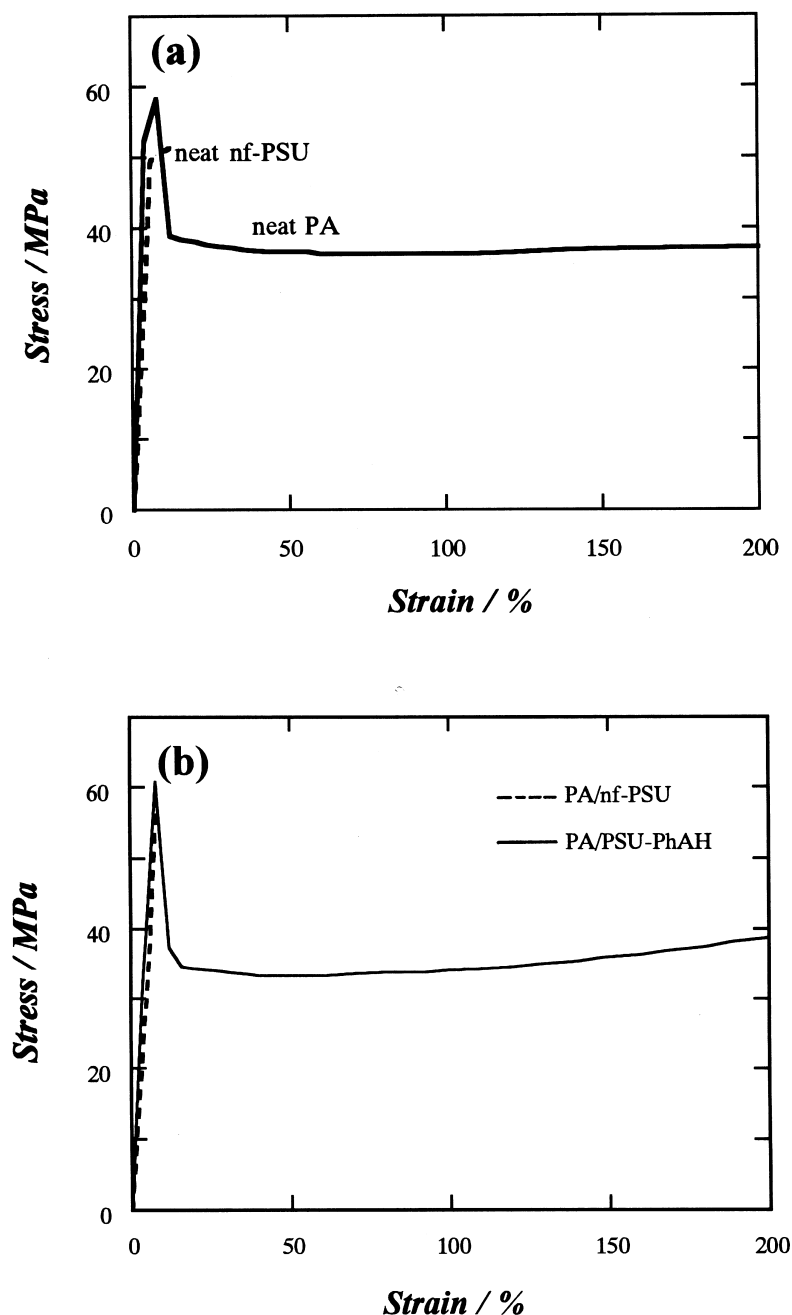 (a)
60
neat nf-PSU
neat PA
40
20
0
Stress / MPa
0 50 100 150 200
Strain / %
(b)
60
PA/nf-PSU
PA/PSU-PhAH
40
20
0
Stress / MPa
0 50 100 150 200
Strain / %